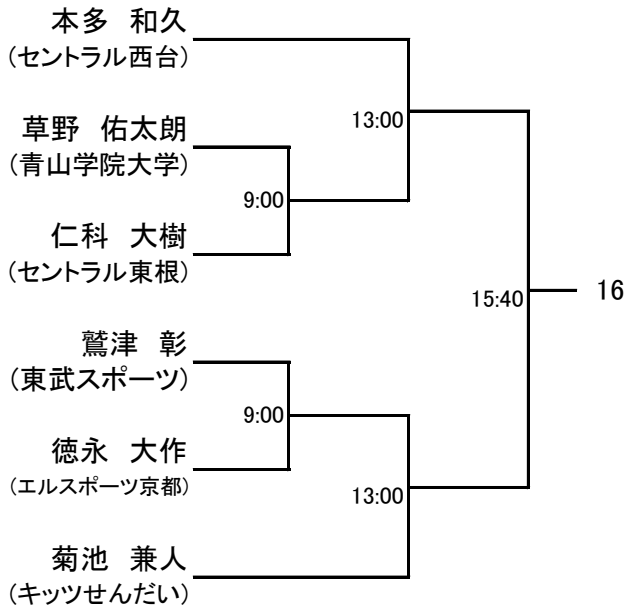 本多　和久
(セントラル西台)
13:00
草野　佑太朗
(青山学院大学)
9:00
仁科　大樹
(セントラル東根)
15:40
16
鷲津　彰
(東武スポーツ)
9:00
徳永　大作
(エルスポーツ京都)
13:00
菊池　兼人
(キッツせんだい)